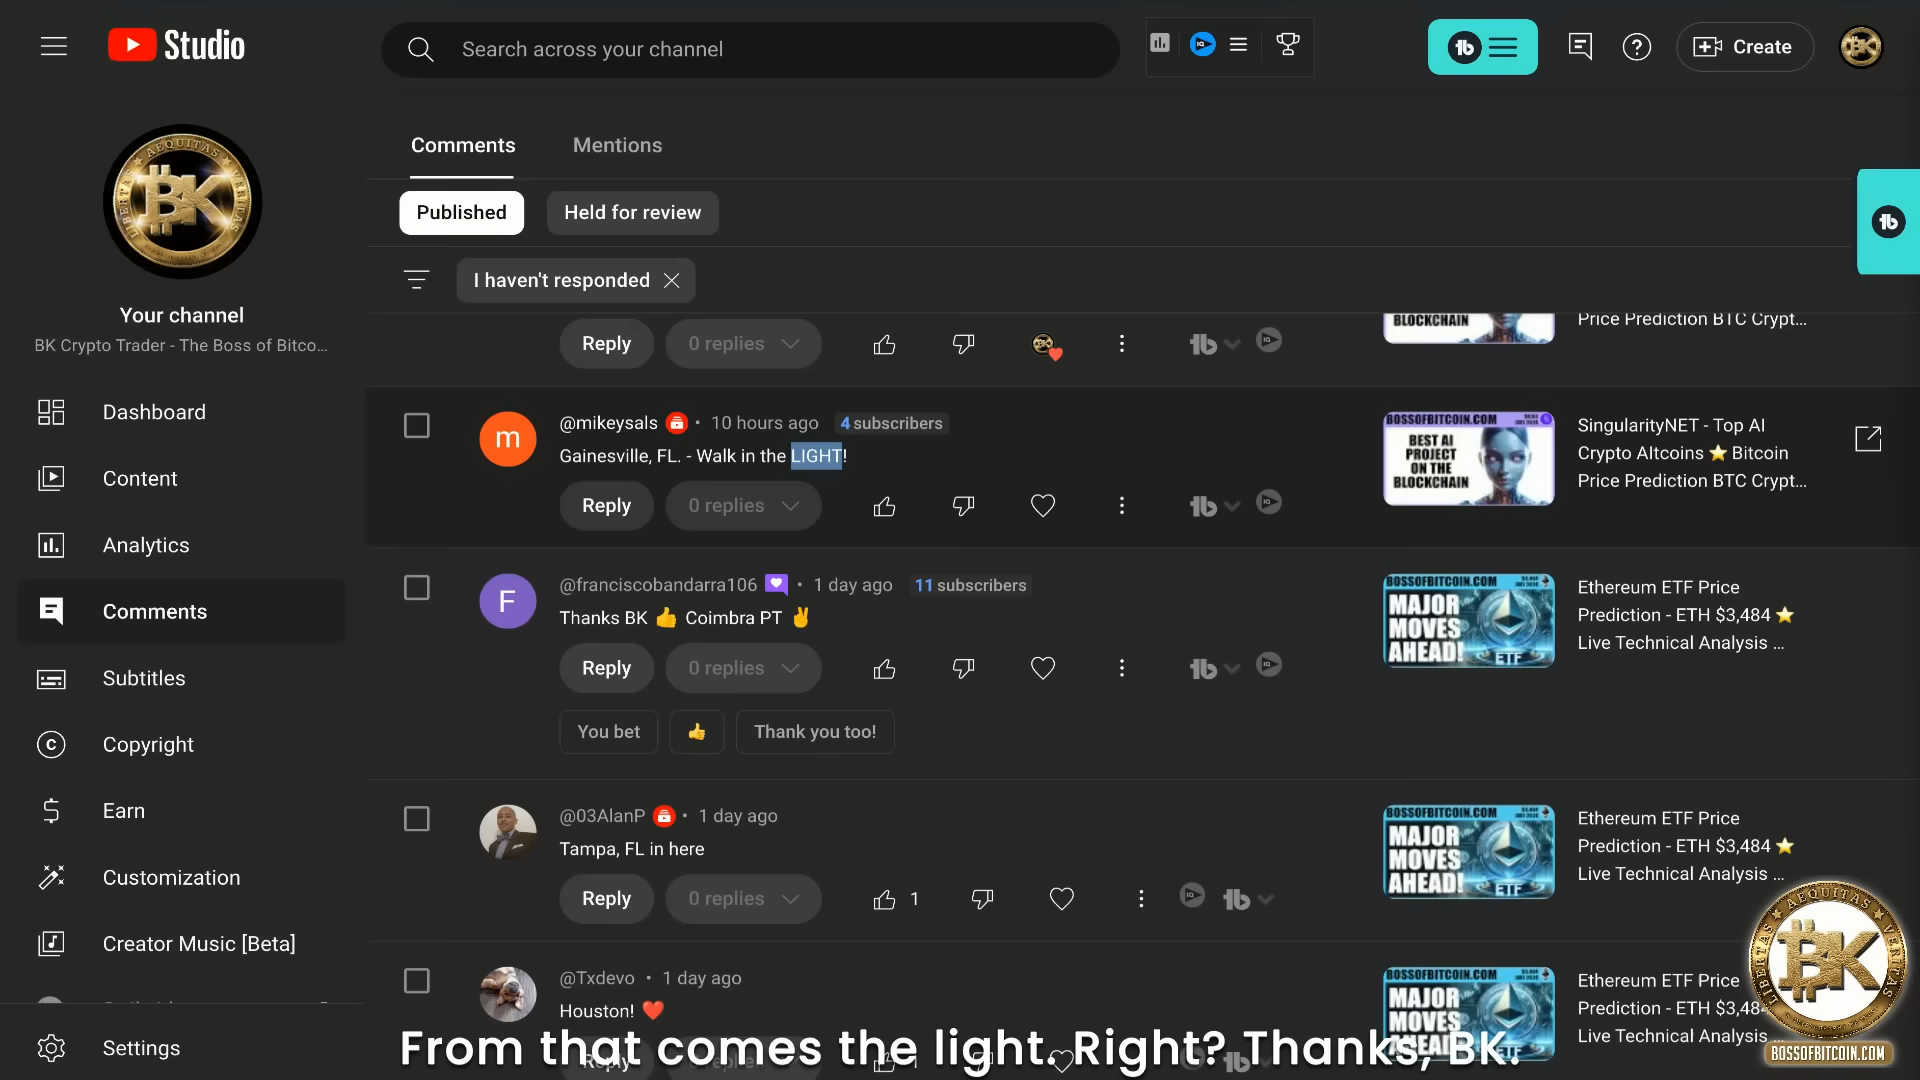 Studio
Search across your channel
Create
Your channel
BK Crypto Trader - The Boss of Bitco...
Dashboard
Content
Analytics
Comments
Subtitles
Copyright
Earn
Customization
Creator Music [Beta]
Settings
Comments
Mentions
Published
Held for review
I haven't responded
Reply
0 replies
BLOCKCHAIN
Price Prediction BTC Crypt...
@mikeysals • 10 hours ago 4 subscribers
Gainesville, FL. - Walk in the LIGHT!
Reply
0 replies
BOSSOFBITCOIN.COM
BEST AI
PROJECT
ON THE
BLOCKCHAIN
SingularityNET - Top AI
Crypto Altcoins ⭐ Bitcoin
Price Prediction BTC Crypt...
@franciscobandarra106 • 1 day ago 11 subscribers
Thanks BK 👍 Coimbra PT ✌️
Reply
0 replies
You bet
👍
Thank you too!
BOSSOFBITCOIN.COM
MAJOR
MOVES
AHEAD!
ETF
Ethereum ETF Price
Prediction - ETH $3,484 ⭐
Live Technical Analysis ...
@03AlanP • 1 day ago
Tampa, FL in here
Reply
0 replies
1
BOSSOFBITCOIN.COM
MAJOR
MOVES
AHEAD!
ETF
Ethereum ETF Price
Prediction - ETH $3,484 ⭐
Live Technical Analysis ...
@Txdevo • 1 day ago
Houston! ❤️
Reply
0 replies
1
BOSSOFBITCOIN.COM
MAJOR
MOVES
AHEAD!
Ethereum ETF Price
Prediction - ETH $3,484
Live Technical Analysis ...
From that comes the light. Right? Thanks, BK.
AEQUITAS
LIBERTAS
VERITAS
BK
BOSSOFBITCOIN.COM